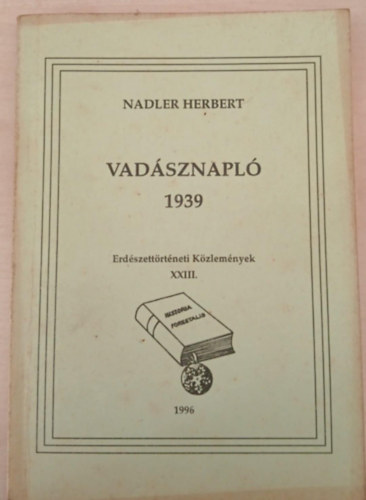 NADLER HERBERT
VADÁSZNAPLÓ
1939
Erdészettörténeti Közlemények
XXIII.
HISTORIA
FORESTALIS
1996